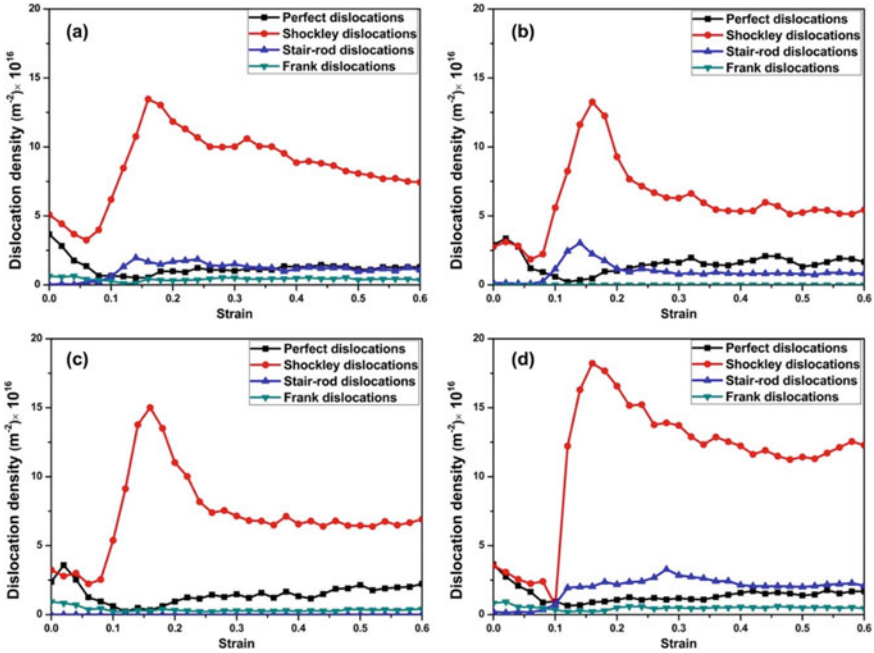 (a)
Perfect dislocations
Shockley dislocations
Stair-rod dislocations
Frank dislocations
Dislocation density (m⁻²)× 10¹⁶
20
15
10
5
0
0.0 0.1 0.2 0.3 0.4 0.5 0.6
Strain
(b)
Perfect dislocations
Shockley dislocations
Stair-rod dislocations
Frank dislocations
Dislocation density (m⁻²)× 10¹⁶
20
15
10
5
0
0.0 0.1 0.2 0.3 0.4 0.5 0.6
Strain
(c)
Perfect dislocations
Shockley dislocations
Stair-rod dislocations
Frank dislocations
Dislocation density (m⁻²)× 10¹⁶
20
15
10
5
0
0.0 0.1 0.2 0.3 0.4 0.5 0.6
Strain
(d)
Perfect dislocations
Shockley dislocations
Stair-rod dislocations
Frank dislocations
Dislocation density (m⁻²)× 10¹⁶
20
15
10
5
0
0.0 0.1 0.2 0.3 0.4 0.5 0.6
Strain